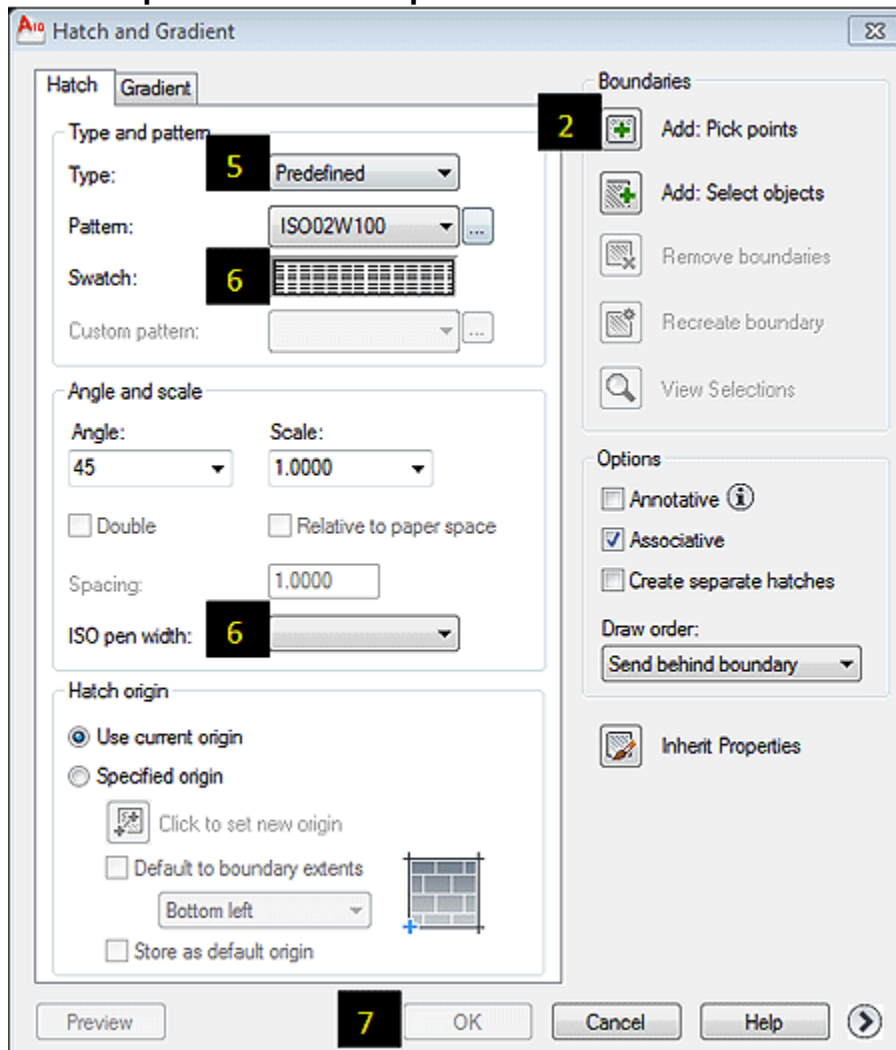 A10 Hatch and Gradient
Hatch Gradient
Type and pattern
Type: 5 Predefined
Pattern: ISO02W100 ...
Swatch: 6
Custom pattern: ...
Angle and scale
Angle: Scale:
45 1.0000
Double Relative to paper space
Spacing: 1.0000
ISO pen width: 6
Hatch origin
Use current origin
Specified origin
Click to set new origin
Default to boundary extents
Bottom left
Store as default origin
Boundaries
2 Add: Pick points
Add: Select objects
Remove boundaries
Recreate boundary
View Selections
Options
Annotative i
Associative
Create separate hatches
Draw order:
Send behind boundary
Inherit Properties
Preview 7 OK Cancel Help